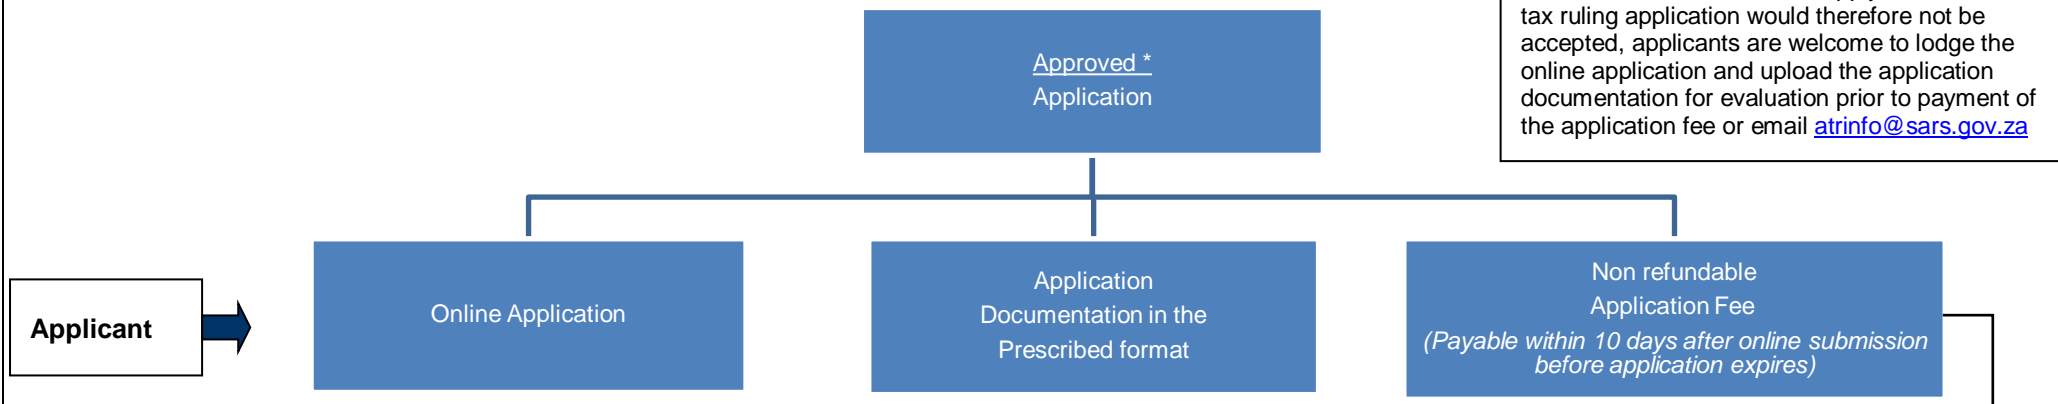 tax ruling application would therefore not be
accepted, applicants are welcome to lodge the
online application and upload the application
documentation for evaluation prior to payment of
the application fee or email atrinfo@sars.gov.za
Approved *
Application
Applicant
Online Application
Application
Documentation in the
Prescribed format
Non refundable
Application Fee
(Payable within 10 days after online submission
before application expires)